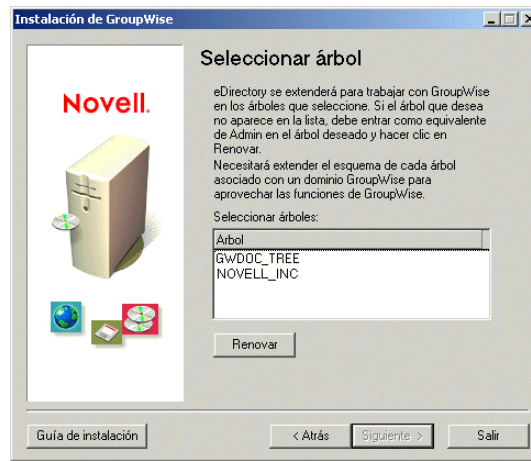 Instalación de GroupWise
Novell.
Seleccionar árbol
eDirectory se extenderá para trabajar con GroupWise
en los árboles que seleccione. Si el árbol que desea
no aparece en la lista, debe entrar como equivalente
de Admin en el árbol deseado y hacer clic en
Renovar.
Necesitará extender el esquema de cada árbol
asociado con un dominio GroupWise para
aprovechar las funciones de GroupWise.
Seleccionar árboles:
Arbol
GWDOC_TREE
NOVELL_INC
Renovar
Guía de instalación
< Atrás
Siguiente >
Salir